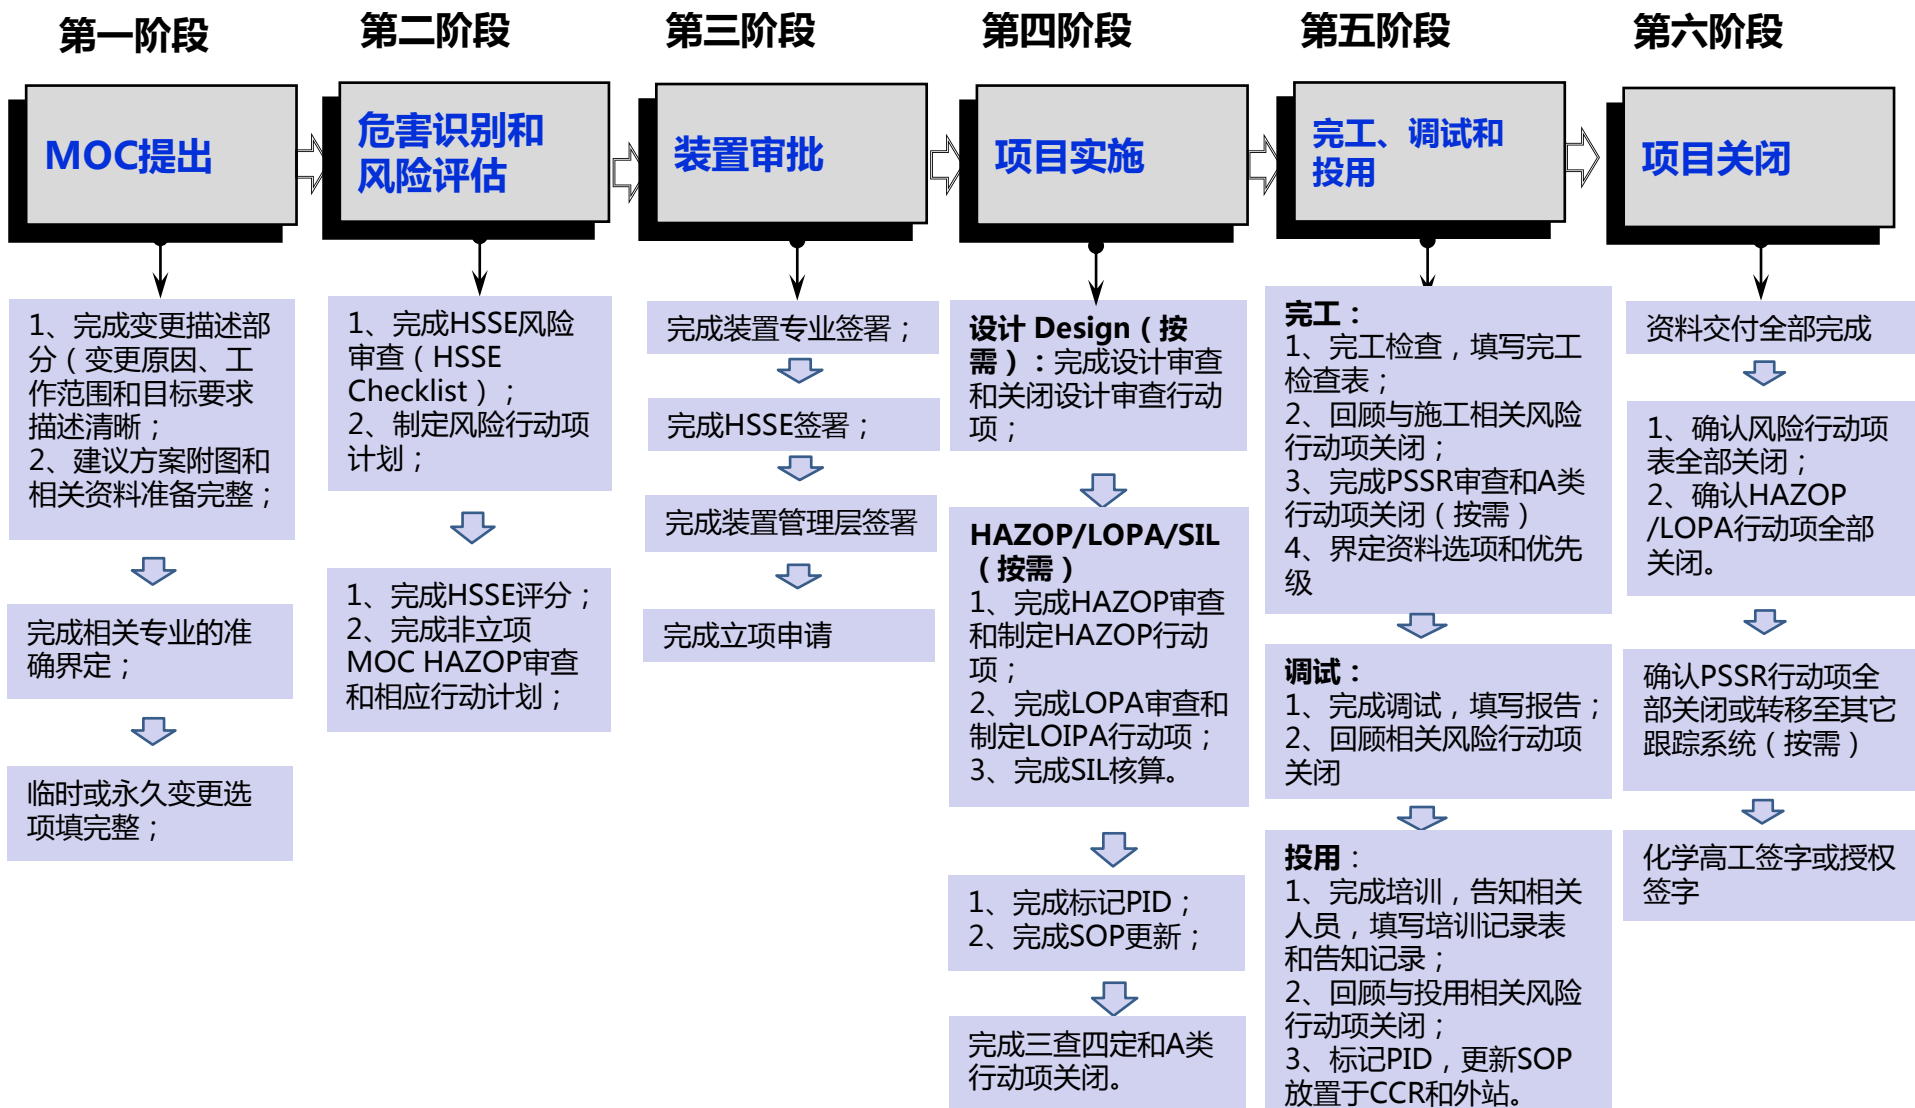 第一阶段
第二阶段
第三阶段
第四阶段
第五阶段
第六阶段
MOC提出
危害识别和
风险评估
装置审批
项目实施
完工、调试和
投用
项目关闭
1、完成变更描述部
分（变更原因、工
作范围和目标要求
描述清晰；
2、建议方案附图和
相关资料准备完整；
完成相关专业的准
确界定；
临时或永久变更选
项填完整；
1、完成HSSE风险
审查（HSSE
Checklist）；
2、制定风险行动项
计划；
1、完成HSSE评分；
2、完成非立项
MOC HAZOP审查
和相应行动计划；
完成装置专业签署；
完成HSSE签署；
完成装置管理层签署
完成立项申请
设计 Design（按
需）：完成设计审查
和关闭设计审查行动
项；
HAZOP/LOPA/SIL
（按需）
1、完成HAZOP审查
和制定HAZOP行动
项；
2、完成LOPA审查和
制定LOIPA行动项；
3、完成SIL核算。
1、完成标记PID；
2、完成SOP更新；
完成三查四定和A类
行动项关闭。
完工：
1、完工检查，填写完工
检查表；
2、回顾与施工相关风险
行动项关闭；
3、完成PSSR审查和A类
行动项关闭（按需）
4、界定资料选项和优先
级
调试：
1、完成调试，填写报告；
2、回顾相关风险行动项
关闭
投用：
1、完成培训，告知相关
人员，填写培训记录表
和告知记录；
2、回顾与投用相关风险
行动项关闭；
3、标记PID，更新SOP
放置于CCR和外站。
资料交付全部完成
1、确认风险行动项
表全部关闭；
2、确认HAZOP
/LOPA行动项全部
关闭。
确认PSSR行动项全
部关闭或转移至其它
跟踪系统（按需）
化学高工签字或授权
签字